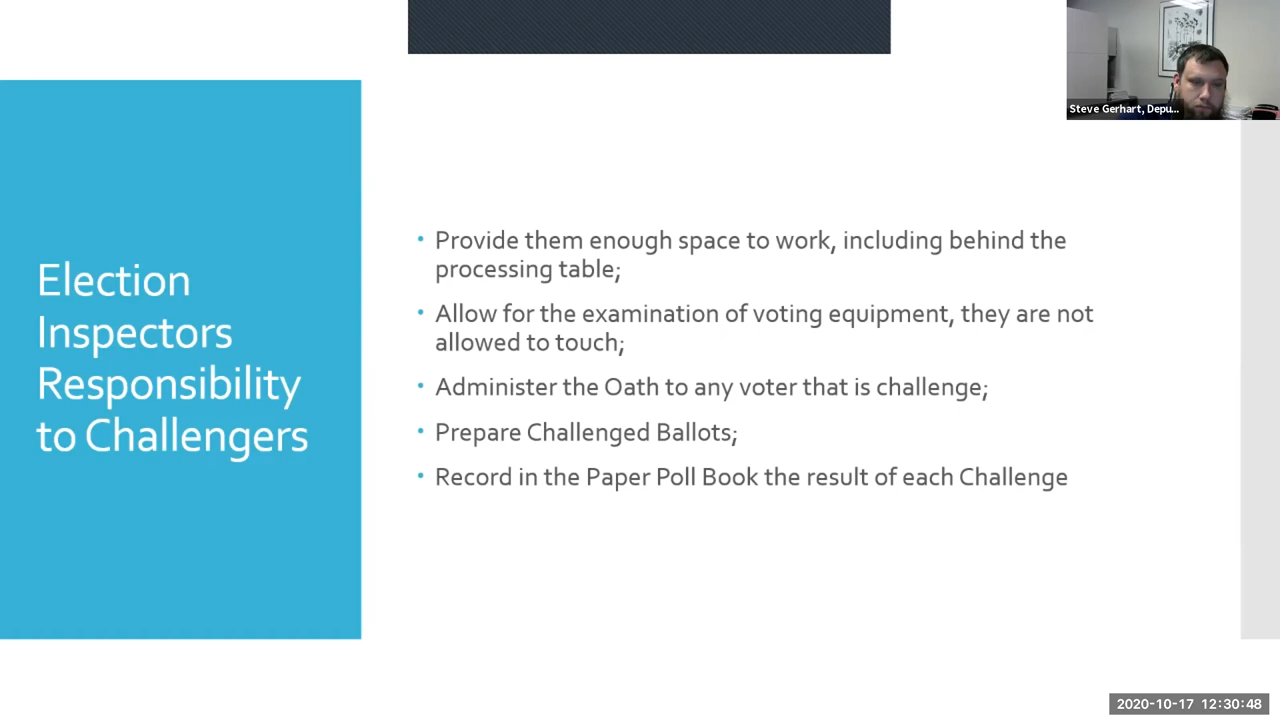 Steve Gerhart, Depu...
Election
Inspectors
Responsibility
to Challengers
• Provide them enough space to work, including behind the
processing table;
• Allow for the examination of voting equipment, they are not
allowed to touch;
• Administer the Oath to any voter that is challenge;
• Prepare Challenged Ballots;
• Record in the Paper Poll Book the result of each Challenge
2020-10-17 12:30:48